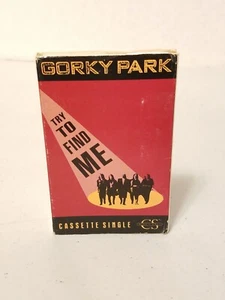 GORKY PARK
TRY
TO
FIND
ME
CASSETTE SINGLE CS